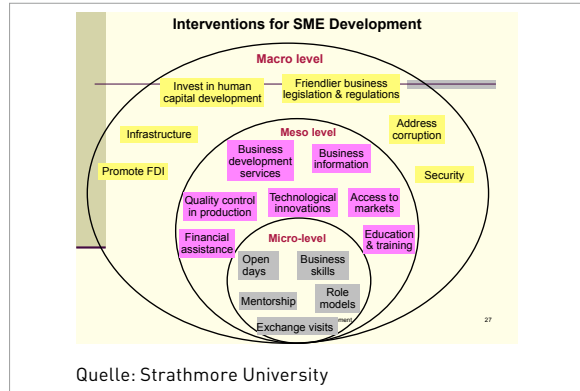 Interventions for SME Development
Macro level
Invest in human
capital development
Friendlier business
legislation & regulations
Infrastructure
Address
corruption
Promote FDI
Security
Meso level
Business
development
services
Business
information
Quality control
in production
Technological
innovations
Access to
markets
Financial
assistance
Education
& training
Micro-level
Open
days
Business
skills
Mentorship
Role
models
Exchange visits
27
Quelle: Strathmore University